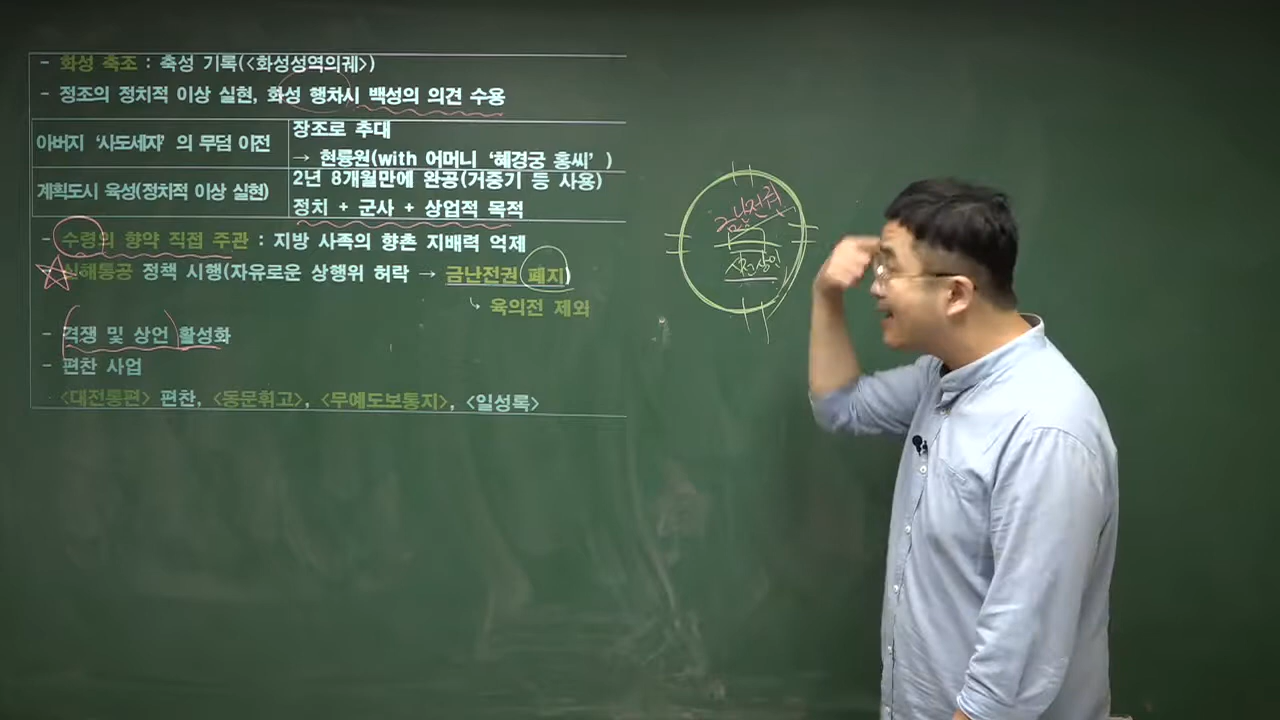 - 화성 축조 : 축성 기록(<화성성역의궤>)
- 정조의 정치적 이상 실현, 화성 행차시 백성의 의견 수용
아버지 ‘사도세자’의 무덤 이전
장조로 추대
→ 현륭원(with 어머니 ‘혜경궁 홍씨’)
계획도시 육성(정치적 이상 실현)
2년 8개월만에 완공(거중기 등 사용)
정치 + 군사 + 상업적 목적
- 수령의 향약 직접 주관 : 지방 사족의 향촌 지배력 억제
신해통공 정책 시행(자유로운 상행위 허락 → 금난전권 폐지)
↳ 육의전 제외
- 격쟁 및 상언 활성화
- 편찬 사업
<대전통편> 편찬, <동문휘고>, <무예도보통지>, <일성록>
금난전권
시전상인